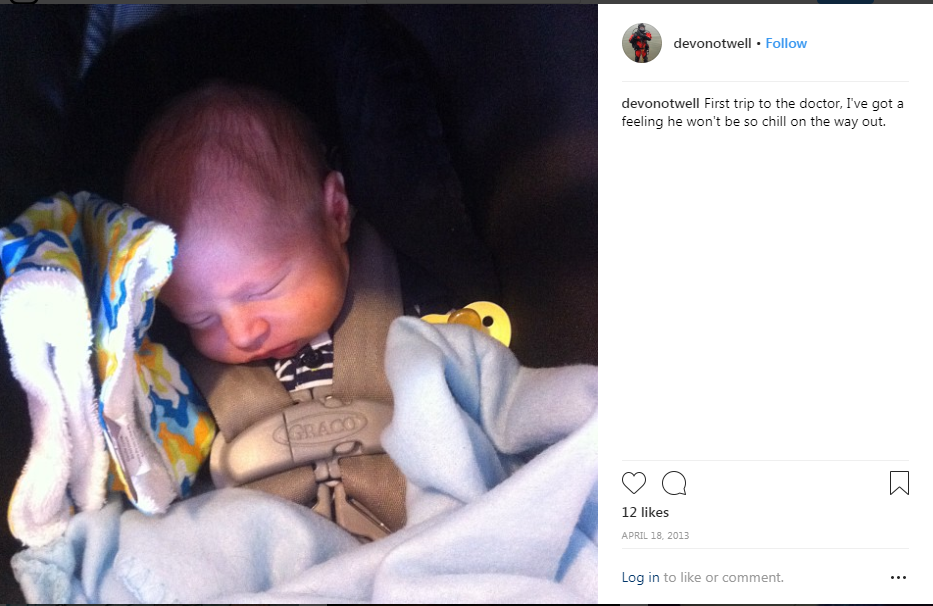 devonotwell • Follow
devonotwell First trip to the doctor, I've got a
feeling he won't be so chill on the way out.
GRACO
12 likes
APRIL 18, 2013
Log in to like or comment.